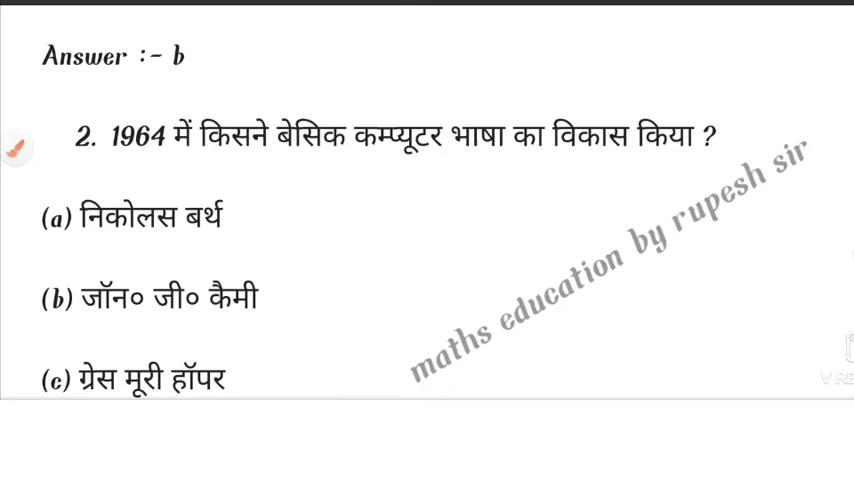 Answer :- b
2. 1964 में किसने बेसिक कम्प्यूटर भाषा का विकास किया ?
(a) निकोलस बर्थ
(b) जॉन० जी० कैमी
(c) ग्रेस मूरी हॉपर
maths education by rupesh sir